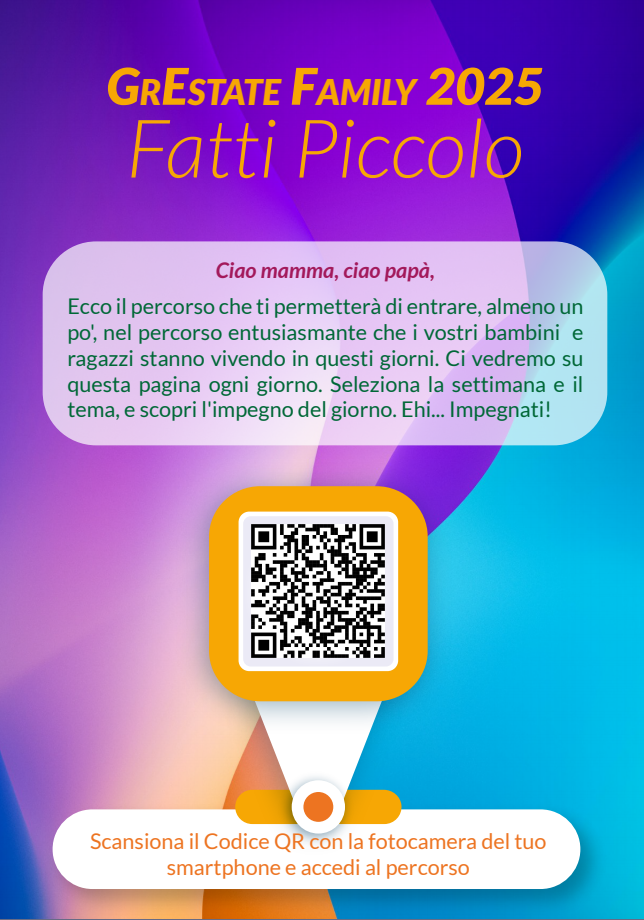 GrEstate Family 2025
Fatti Piccolo
Ciao mamma, ciao papà,
Ecco il percorso che ti permetterà di entrare, almeno un
po', nel percorso entusiasmante che i vostri bambini e
ragazzi stanno vivendo in questi giorni. Ci vedremo su
questa pagina ogni giorno. Seleziona la settimana e il
tema, e scopri l'impegno del giorno. Ehi... Impegnati!
Scansiona il Codice QR con la fotocamera del tuo
smartphone e accedi al percorso